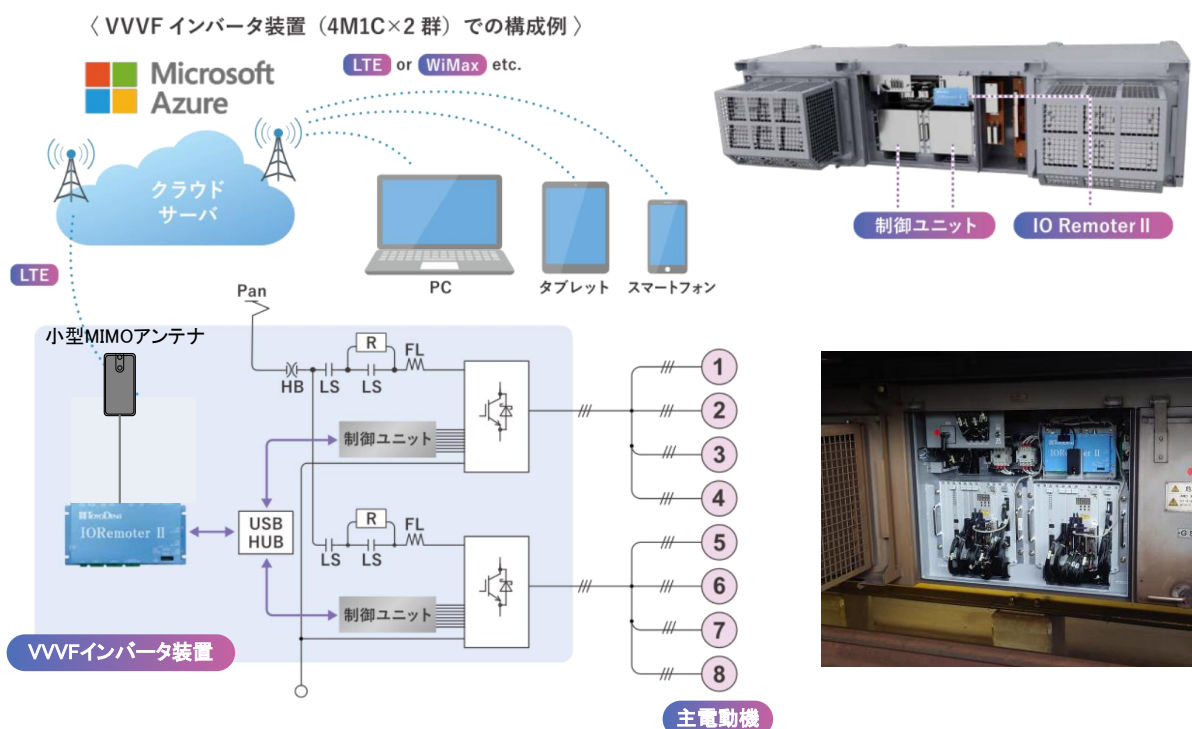 〈 VVVF インバータ装置（4M1C×2 群）での構成例 〉
Microsoft
Azure
LTE or WiMax etc.
クラウド
サーバ
LTE
PC
タブレット
スマートフォン
制御ユニット
IO Remoter II
Pan
小型MIMOアンテナ
HB
LS
R
LS
FL
制御ユニット
TOYODENKI
IORemoter II
USB
HUB
LS
R
LS
FL
制御ユニット
VVVFインバータ装置
1
2
3
4
5
6
7
8
主電動機
IORemoter II